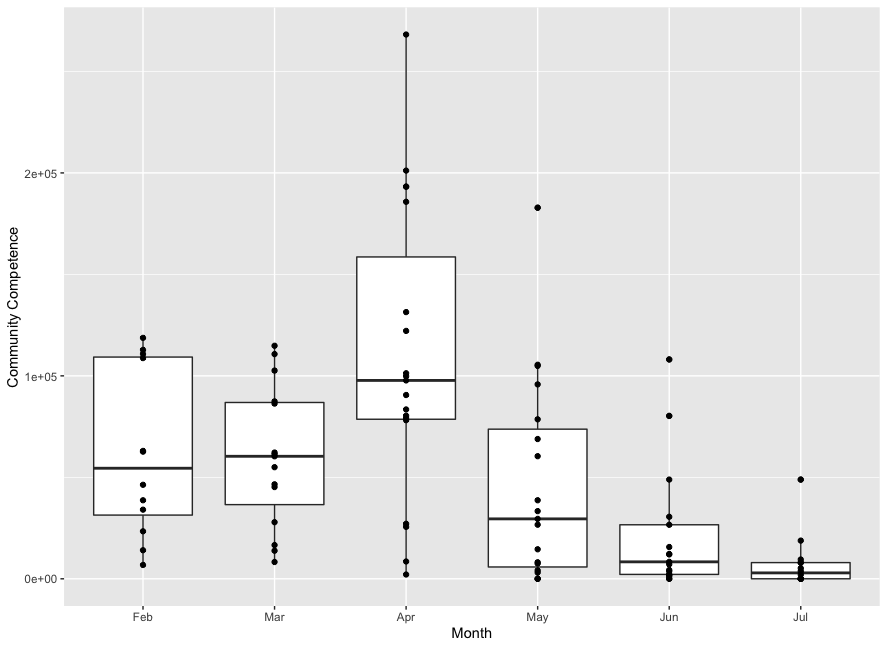 Community Competence
2e+05
1e+05
0e+00
Feb Mar Apr May Jun Jul
Month